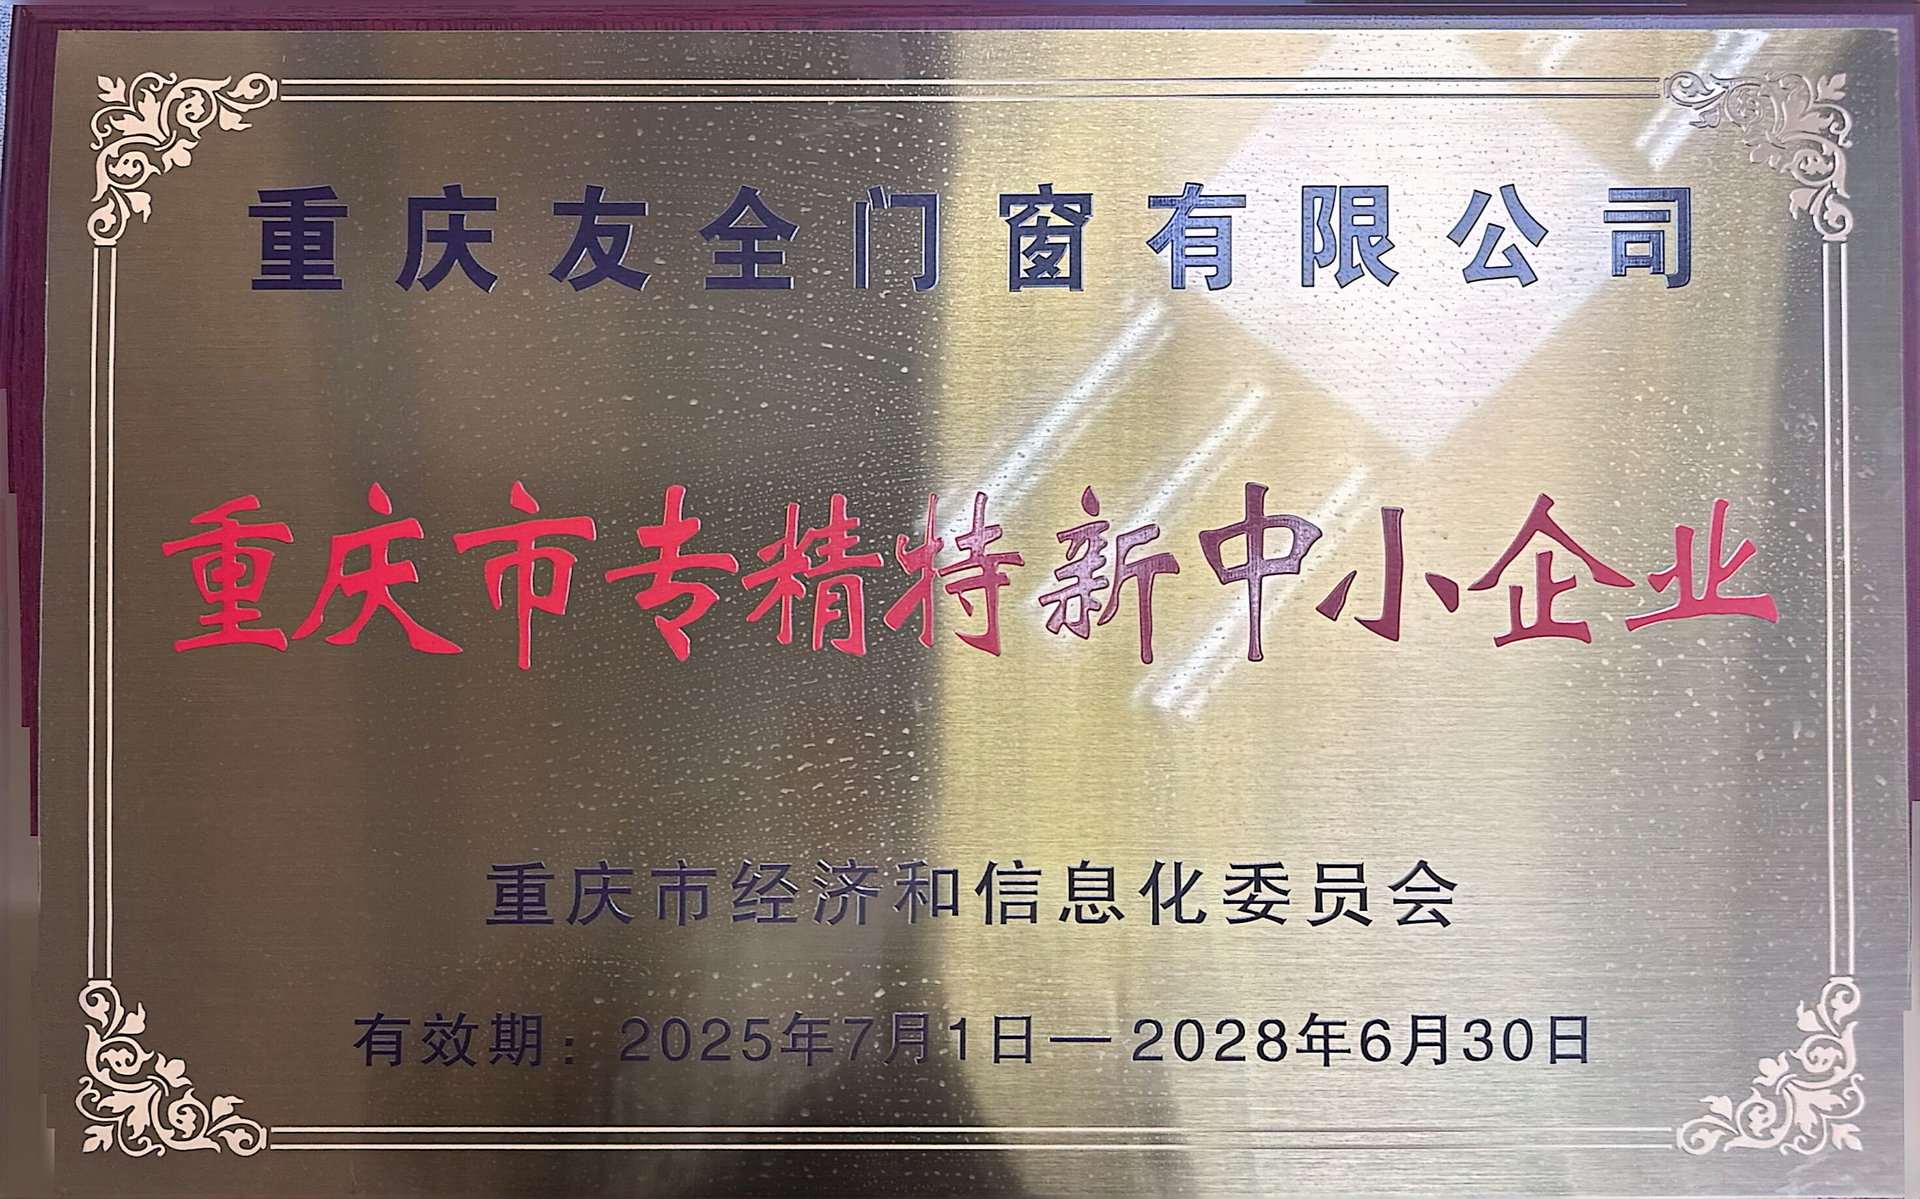 重庆友全门窗有限公司
重庆市专精特新中小企业
重庆市经济和信息化委员会
有效期：2025年7月1日—2028年6月30日